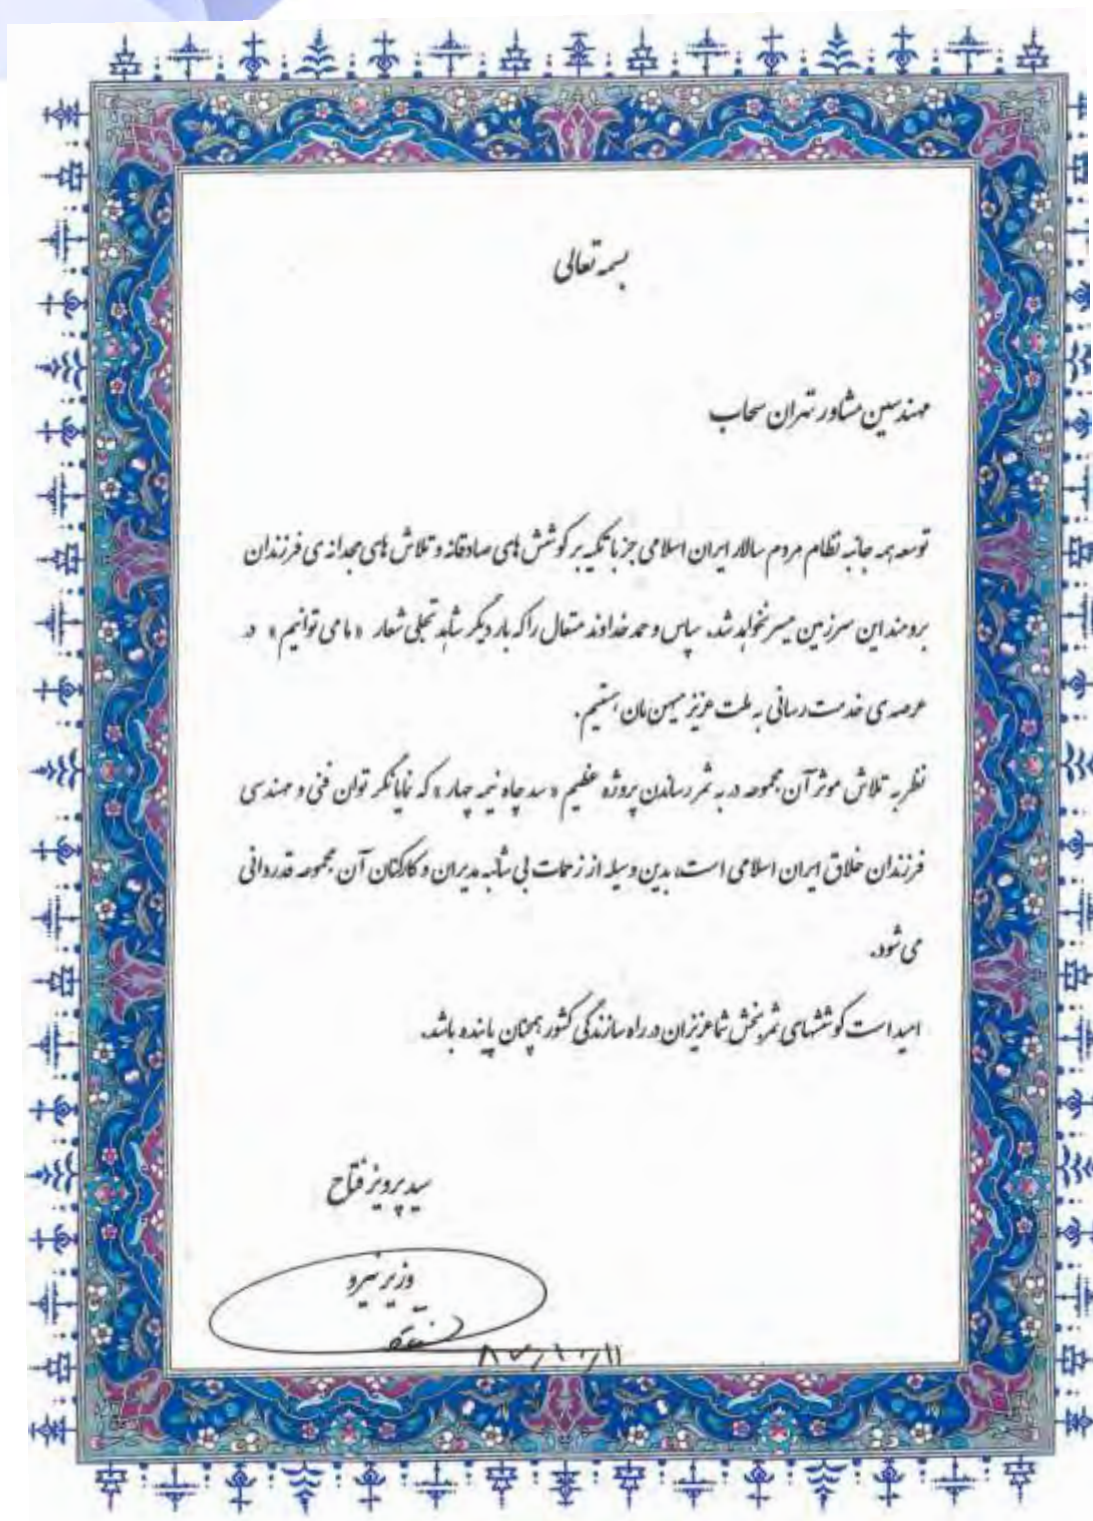 بسمه تعالی
مهندسین مشاور تهران سحاب
توسعه همه جانبه نظام مردم سالار ایران اسلامی جز با تکیه بر کوشش های صادقانه و تلاش های مجدانه ی فرزندان
برومند این سرزمین میسر نخواهد شد. سپاس و حمد خداوند متعال را که بار دیگر شاهد تجلی شعار «ما می توانیم» در
عرصه ی خدمت رسانی به ملت عزیز میهن مان هستیم.
نظر به تلاش موثر آن مجموعه در به ثمر رساندن پروژه عظیم «سد چاه نیمه چهار» که نمایانگر توان فنی و مهندسی
فرزندان خلاق ایران اسلامی است، بدین وسیله از زحمات بی شائبه مدیران و کارکنان آن مجموعه قدردانی
می شود.
امید است کوششهای ثمربخش شما عزیزان در راه سازندگی کشور همچنان پاینده باشد.
سید پرویز فتاح
وزیر نیرو
۸۷/۱۰/۱۱